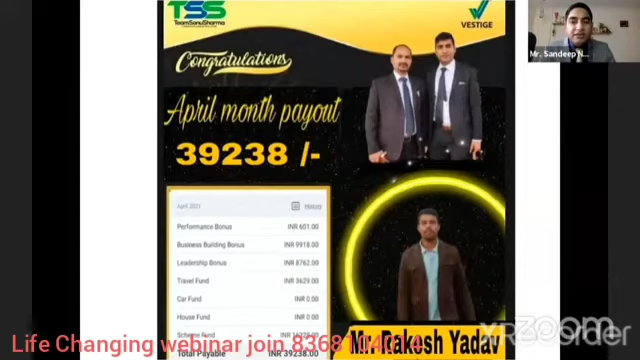 TSS
TeamSonuSharma
VESTIGE
Mr. Sandeep N...
Congratulations
April month payout
39238 /-
April 2021
History
Performance Bonus INR 601.00
Business Building Bonus INR 9918.00
Leadership Bonus INR 8762.00
Travel Fund INR 3629.00
Car Fund INR 0.00
House Fund INR 0.00
Scheme Fund INR
Total Payable INR 39238.00
Mr. Rakesh Yadav
zoom
Life Changing webinar join